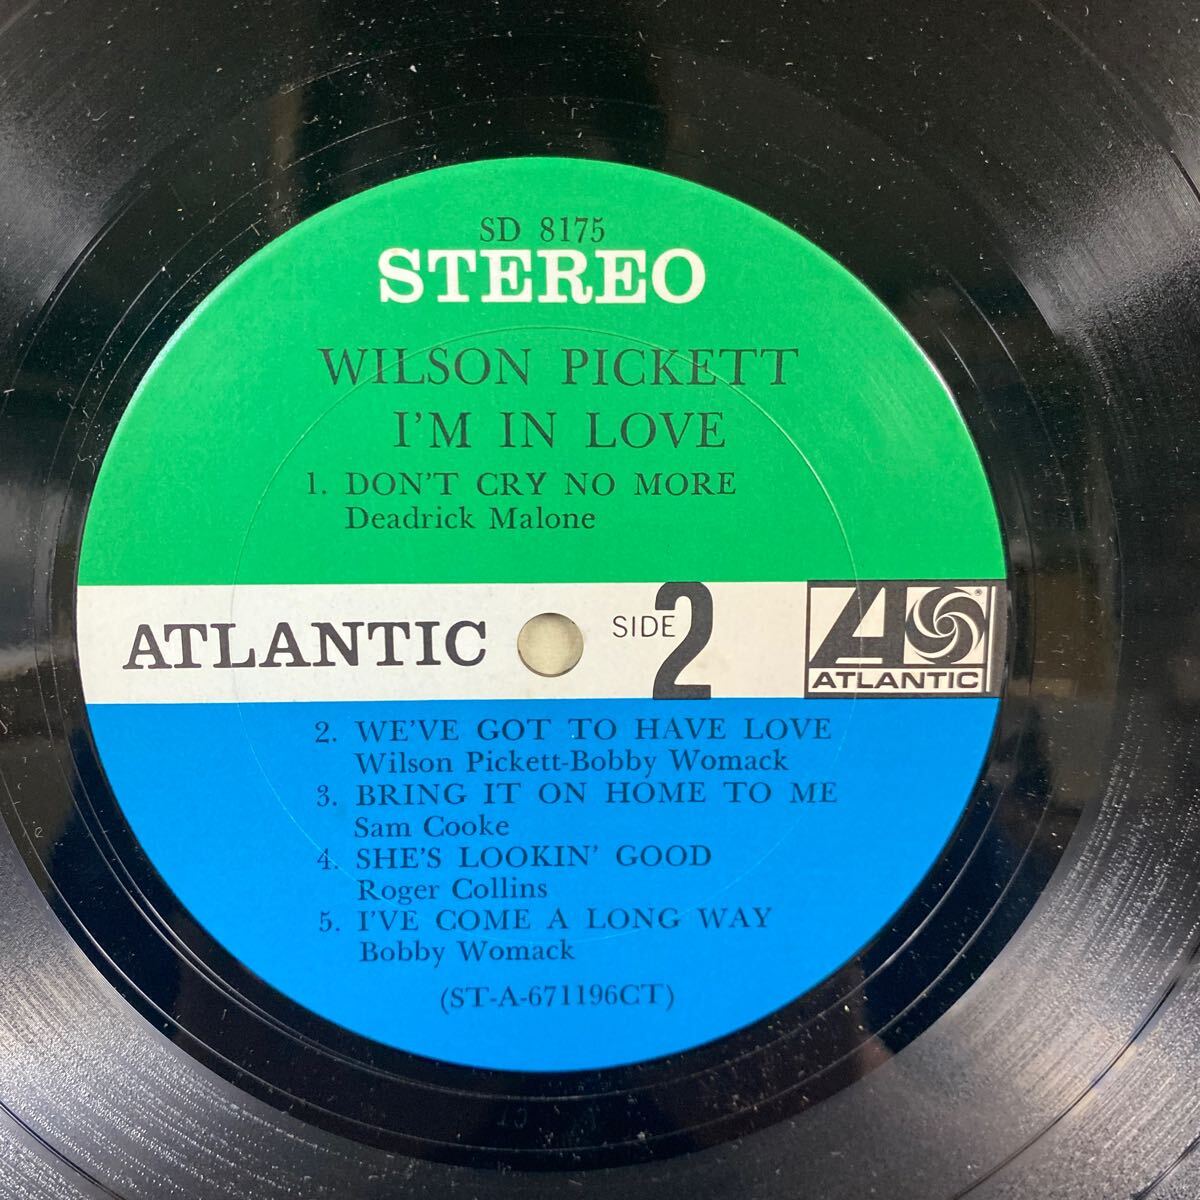 SD 8175
STEREO
WILSON PICKETT
I'M IN LOVE
1. DON'T CRY NO MORE
Deadrick Malone
ATLANTIC
SIDE 2
ATLANTIC
2. WE'VE GOT TO HAVE LOVE
Wilson Pickett-Bobby Womack
3. BRING IT ON HOME TO ME
Sam Cooke
4. SHE'S LOOKIN' GOOD
Roger Collins
5. I'VE COME A LONG WAY
Bobby Womack
(ST-A-671196CT)